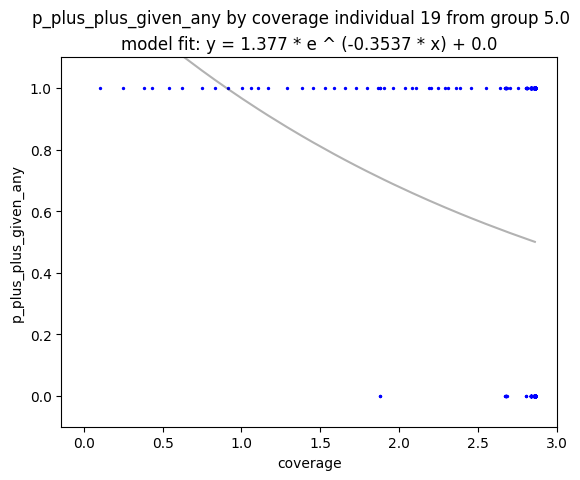 p_plus_plus_given_any by coverage individual 19 from group 5.0
model fit: y = 1.377 * e ^ (-0.3537 * x) + 0.0
1.0
0.8
0.6
0.4
0.2
0.0
p_plus_plus_given_any
0.0 0.5 1.0 1.5 2.0 2.5 3.0
coverage